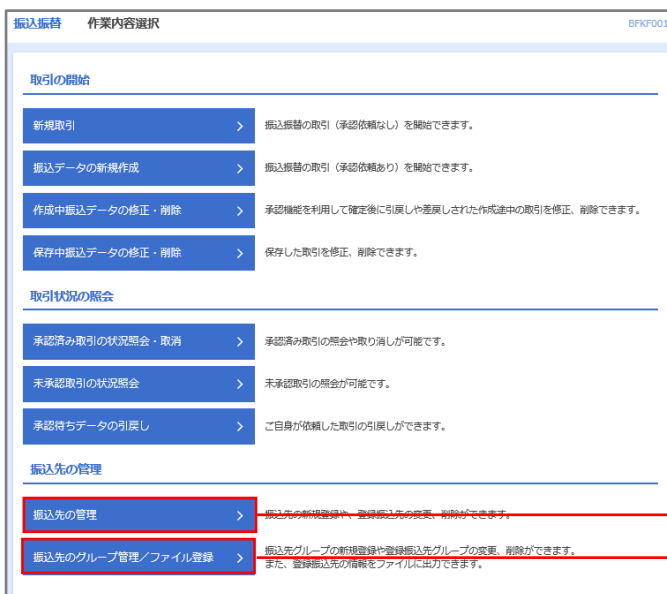 振込振替 作業内容選択 BFKF001
取引の開始
新規取引 振込振替の取引（承認依頼なし）を開始できます。
振込データの新規作成 振込振替の取引（承認依頼あり）を開始できます。
作成中振込データの修正・削除 承認機能を利用して確定後に引戻しや差戻しされた作成途中の取引を修正、削除できます。
保存中振込データの修正・削除 保存した取引を修正、削除できます。
取引状況の照会
承認済み取引の状況照会・取消 承認済み取引の照会や取り消しが可能です。
未承認取引の状況照会 未承認取引の照会が可能です。
承認待ちデータの引戻し ご自身が依頼した取引の引戻しができます。
振込先の管理
振込先の管理 振込先の新規登録や、登録振込先の変更、削除ができます。
振込先のグループ管理／ファイル登録 振込先グループの新規登録や登録振込先グループの変更、削除ができます。
また、登録振込先の情報をファイルに出力できます。